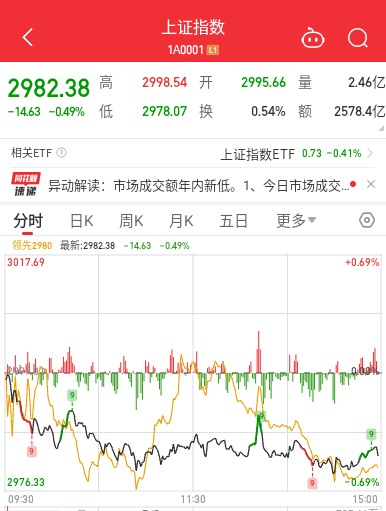 上证指数
1A0001 L1
2982.38 高 2998.54 开 2995.66 量 2.46亿
-14.63 -0.49% 低 2978.07 换 0.54% 额 2578.4亿
相关ETF ? 上证指数ETF 0.73 -0.41%
同花顺速递 异动解读：市场成交额年内新低。1、今日市场成交...
分时 日K 周K 月K 五日 更多
领先2980 最新:2982.38 -14.63 -0.49%
3017.69 +0.69%
0.00%
9
9
9
9
9
2976.33 -0.69%
09:30 11:30 15:00